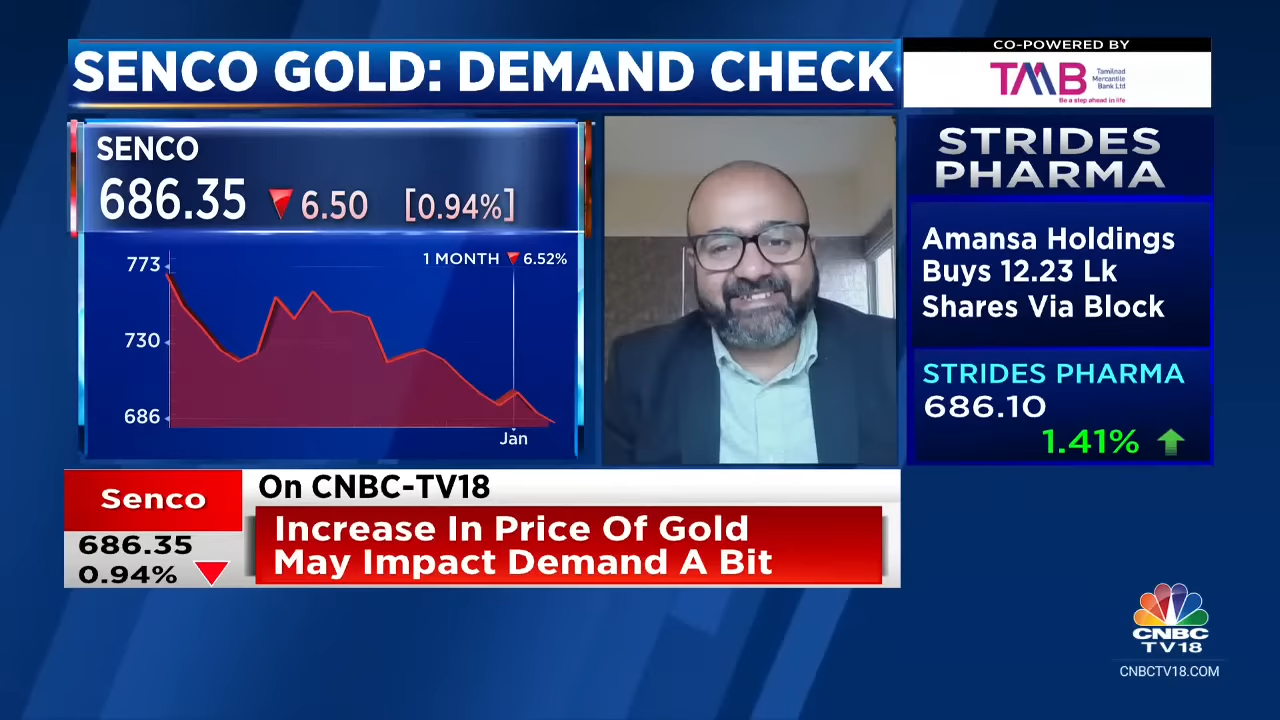 SENCO GOLD: DEMAND CHECK
CO-POWERED BY
TMB
Tamilnad
Mercantile
Bank Ltd
Be a step ahead in life
SENCO
686.35 ▼ 6.50 [0.94%]
1 MONTH ▼ 6.52%
773
730
686
Jan
STRIDES
PHARMA
Amansa Holdings
Buys 12.23 Lk
Shares Via Block
STRIDES PHARMA
686.10
1.41%
Senco
686.35
0.94%
On CNBC-TV18
Increase In Price Of Gold
May Impact Demand A Bit
CNBC
TV18
CNBCTV18.COM